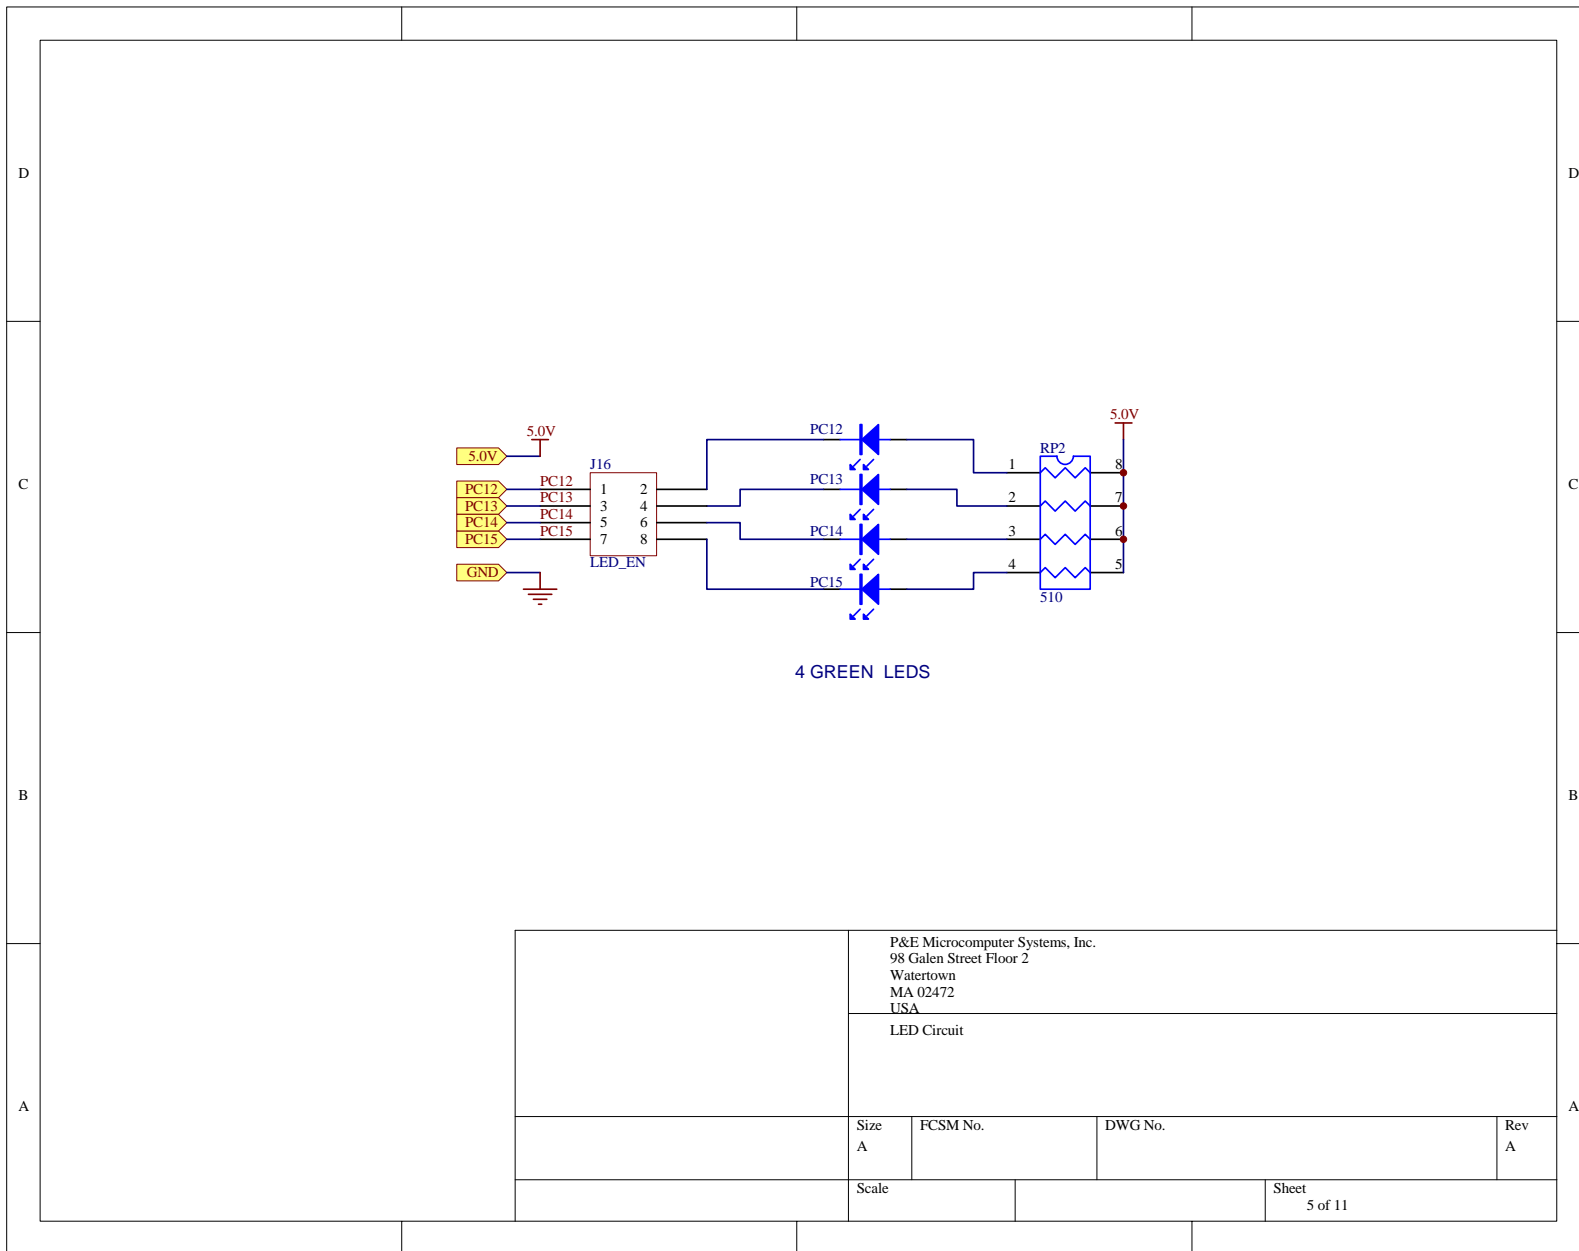 D
D
5.0V
5.0V
5.0V
PC12
PC13
PC14
PC15
GND
PC12
PC13
PC14
PC15
J16
1 2
3 4
5 6
7 8
LED_EN
PC12
PC13
PC14
PC15
RP2
1 8
2 7
3 6
4 5
510
C
C
4 GREEN LEDS
B
B
P&E Microcomputer Systems, Inc.
98 Galen Street Floor 2
Watertown
MA 02472
USA
LED Circuit
A
A
Size
A
FCSM No.
DWG No.
Rev
A
Scale
Sheet
5 of 11